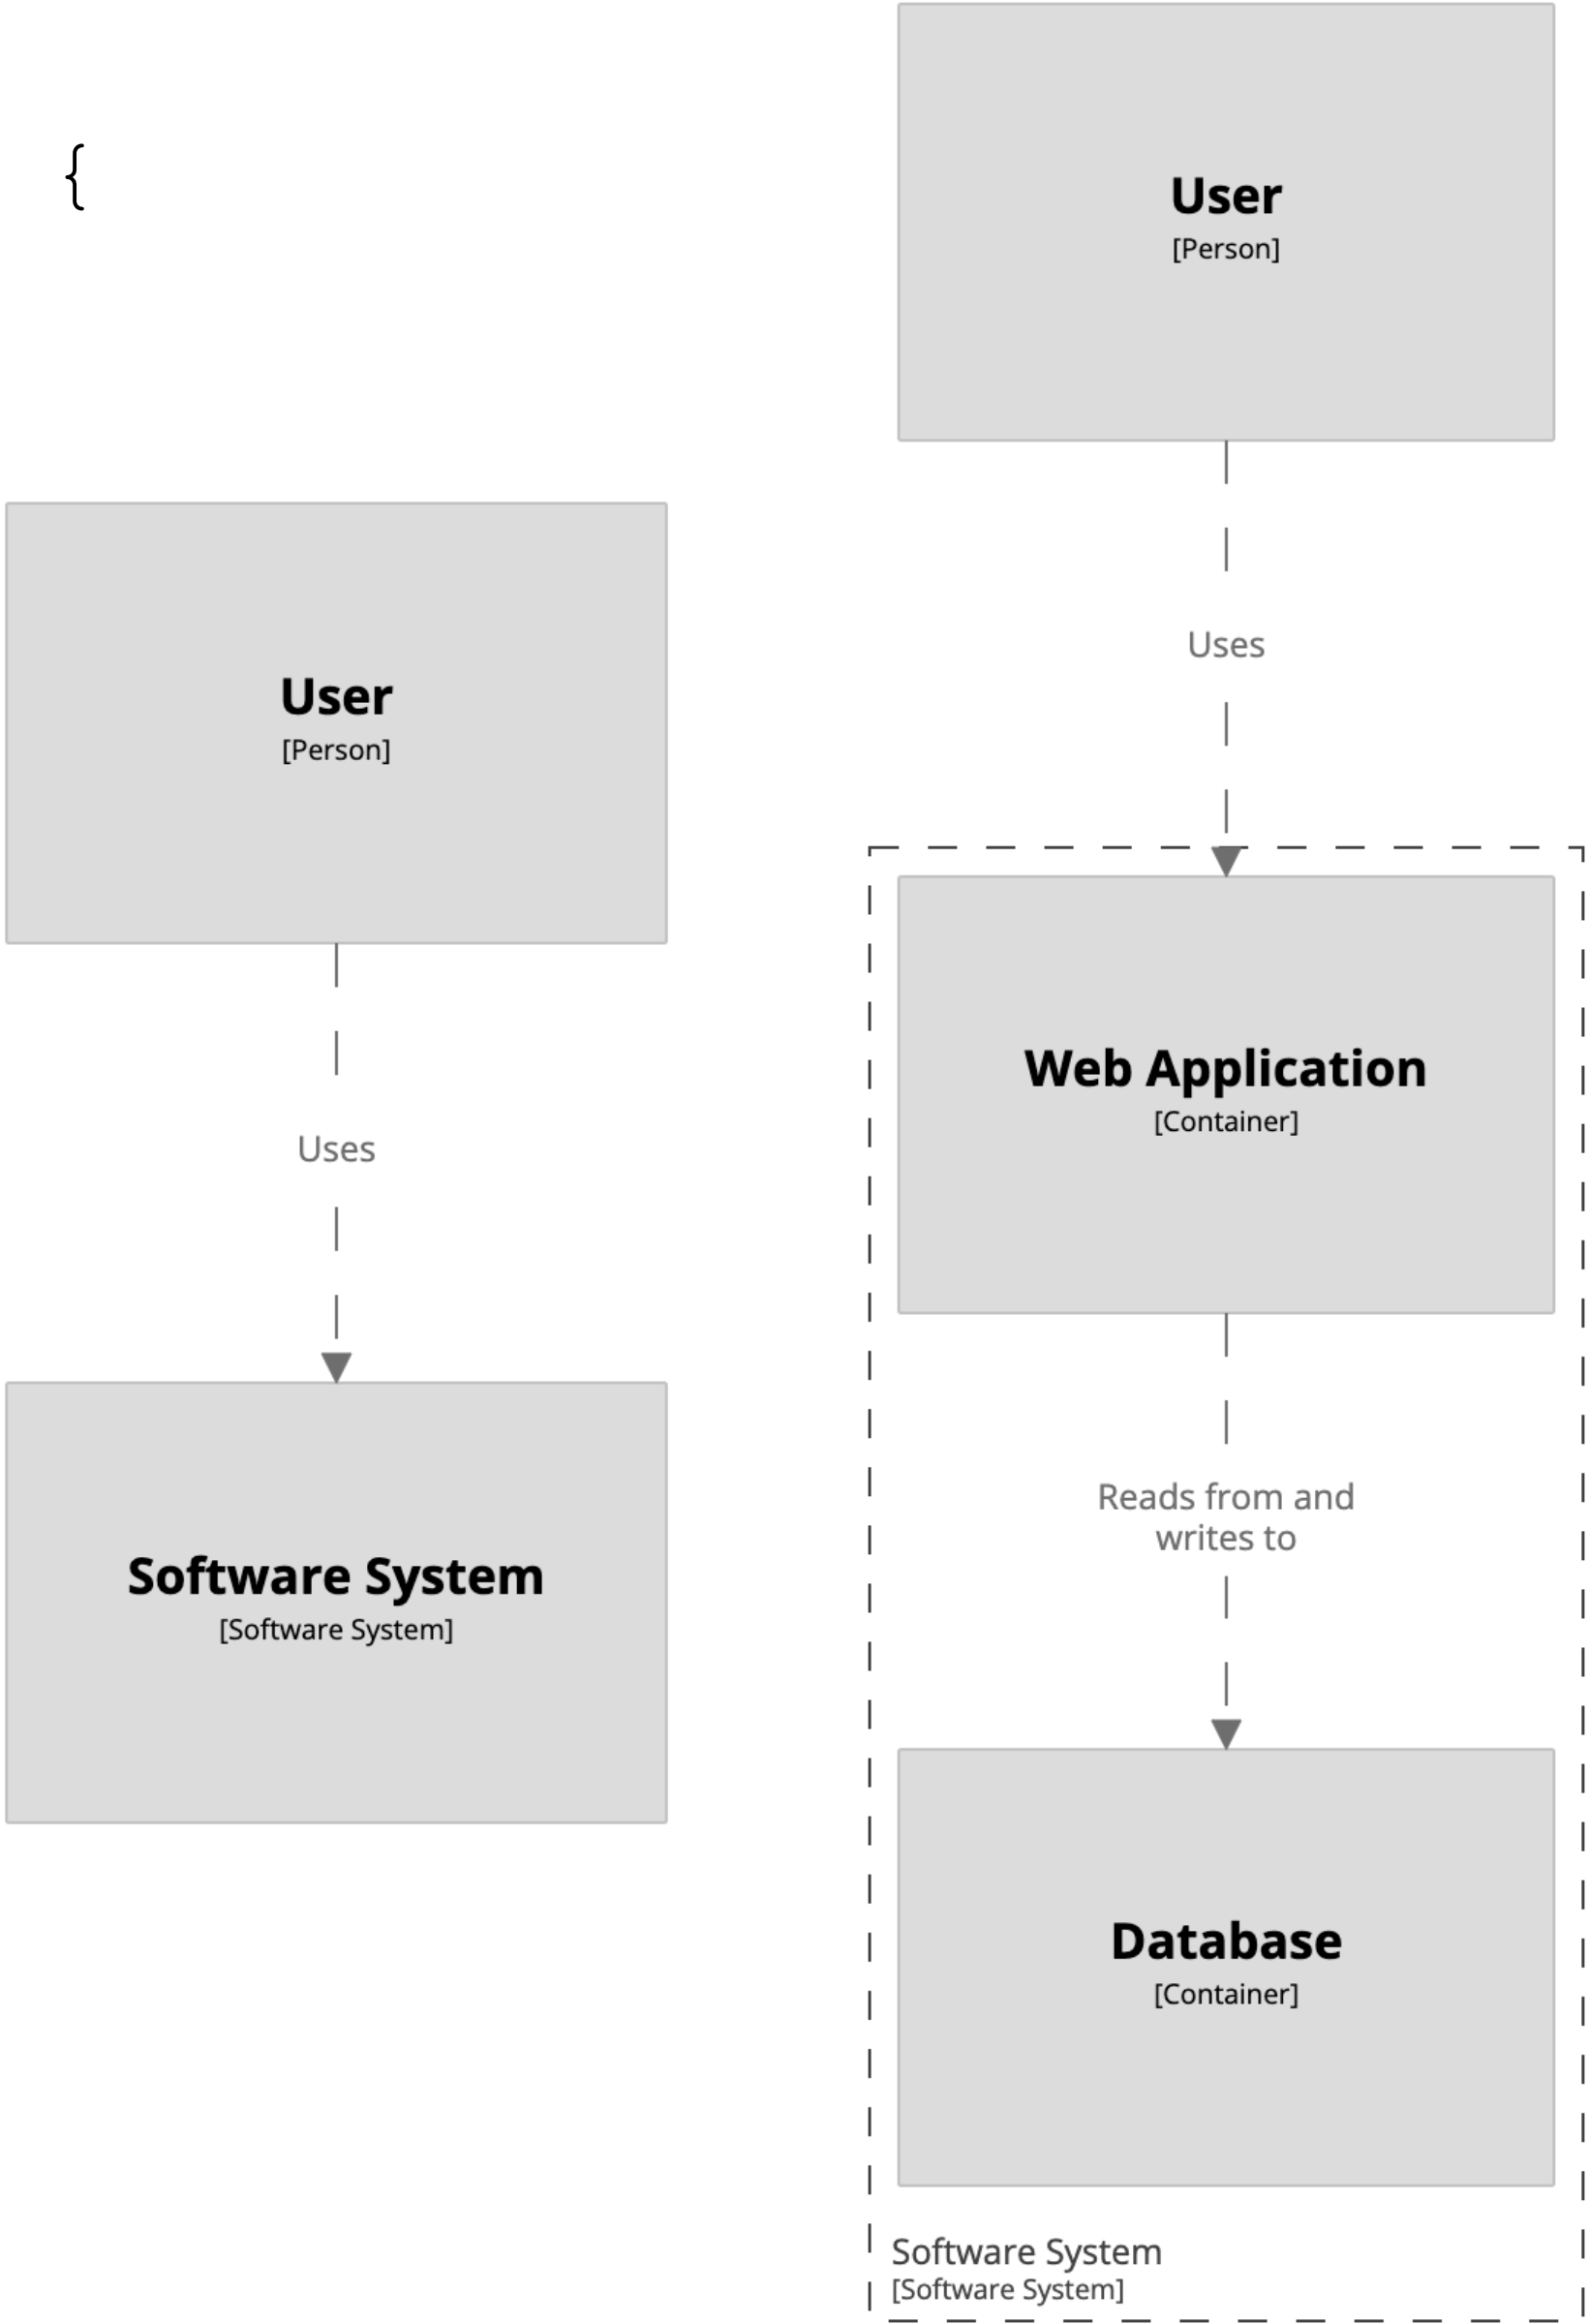 {
User
[Person]
Uses
Software System
[Software System]
User
[Person]
Uses
Web Application
[Container]
Reads from and
writes to
Database
[Container]
Software System
[Software System]